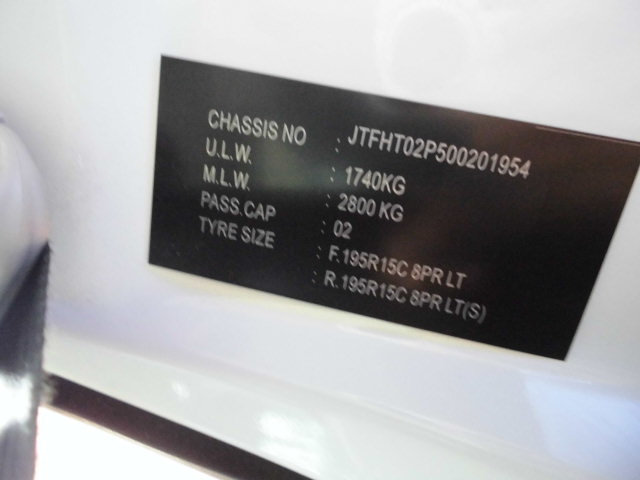 CHASSIS NO : JTFHT02P500201954
U.L.W. : 1740KG
M.L.W. : 2800 KG
PASS.CAP : 02
TYRE SIZE : F.195R15C 8PR LT
: R.195R15C 8PR LT(S)